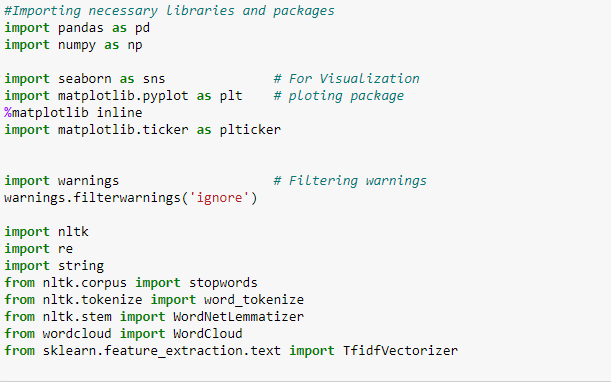 #Importing necessary libraries and packages
import pandas as pd
import numpy as np
import seaborn as sns # For Visualization
import matplotlib.pyplot as plt # ploting package
%matplotlib inline
import matplotlib.ticker as plticker
import warnings # Filtering warnings
warnings.filterwarnings('ignore')
import nltk
import re
import string
from nltk.corpus import stopwords
from nltk.tokenize import word_tokenize
from nltk.stem import WordNetLemmatizer
from wordcloud import WordCloud
from sklearn.feature_extraction.text import TfidfVectorizer